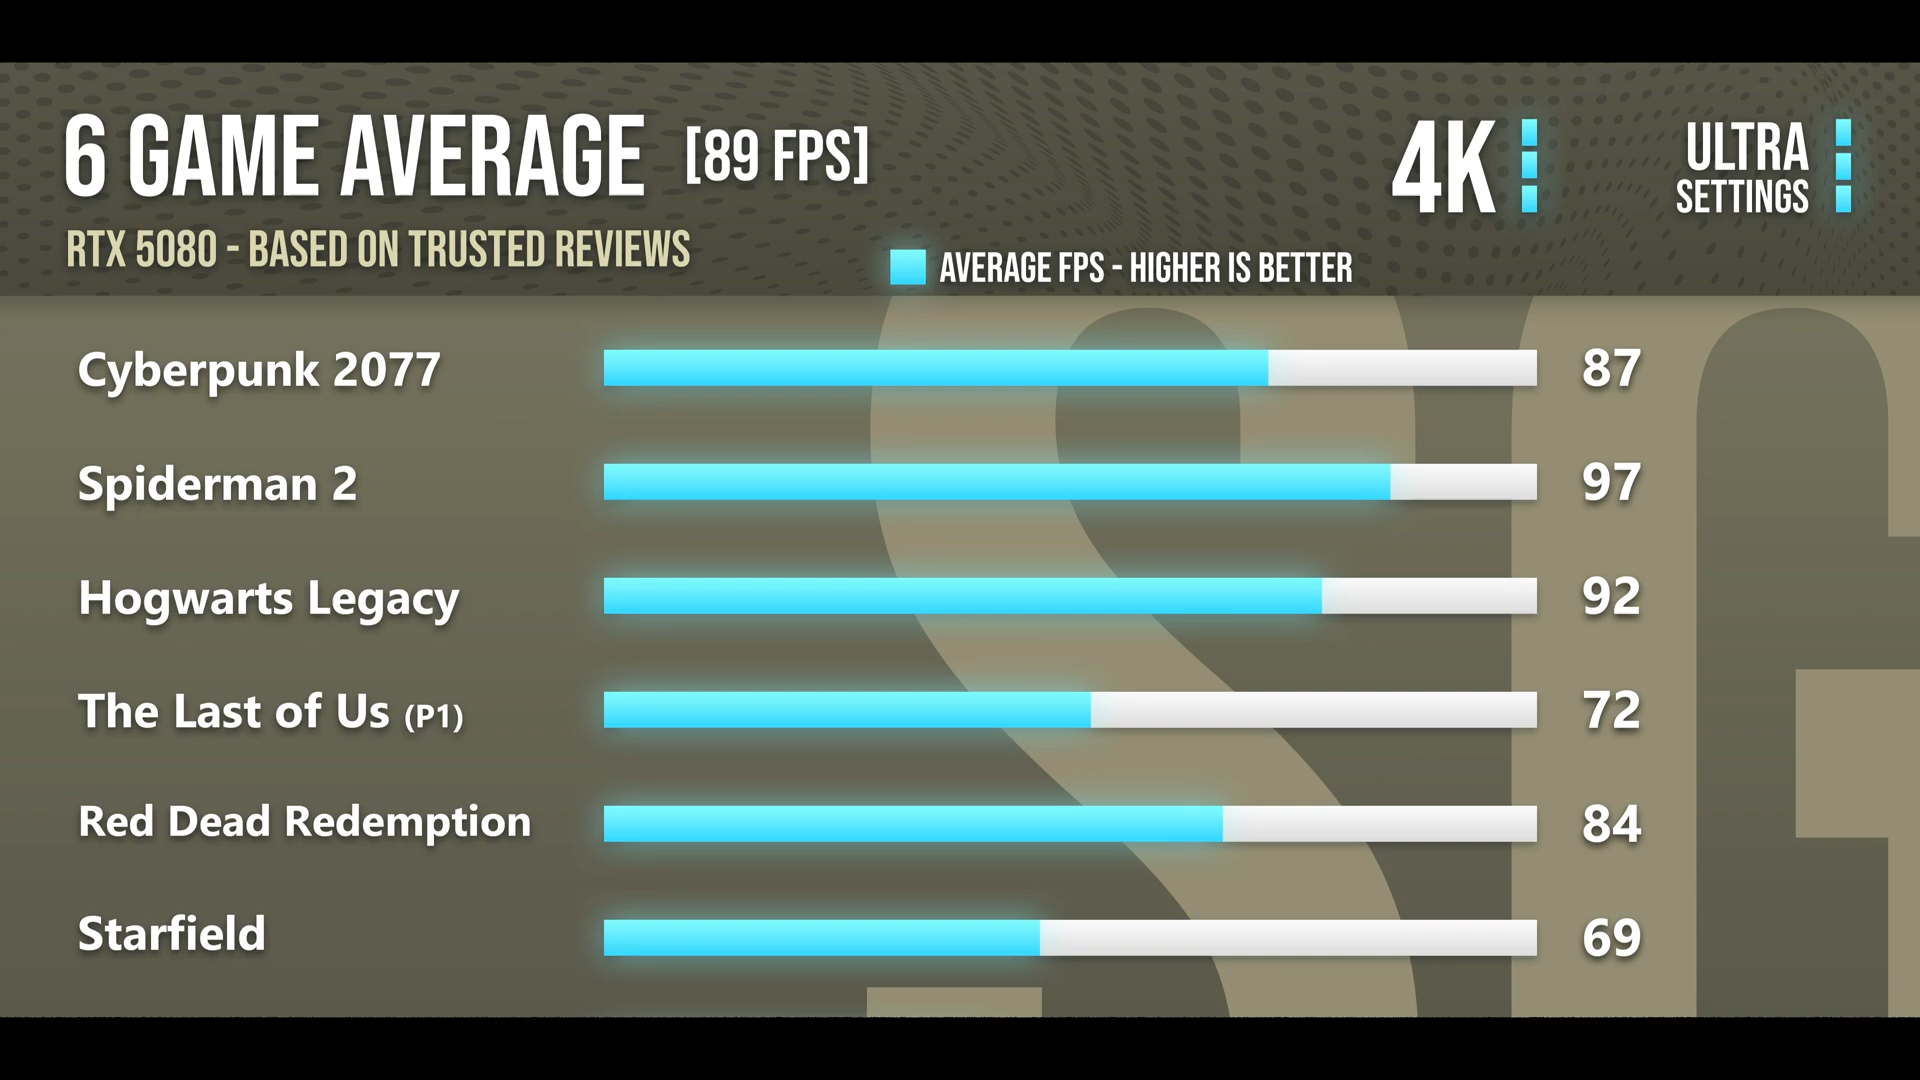 6 GAME AVERAGE [89 FPS]
4K
ULTRA
SETTINGS
RTX 5080 - BASED ON TRUSTED REVIEWS
AVERAGE FPS - HIGHER IS BETTER
Cyberpunk 2077 87
Spiderman 2 97
Hogwarts Legacy 92
The Last of Us (P1) 72
Red Dead Redemption 84
Starfield 69